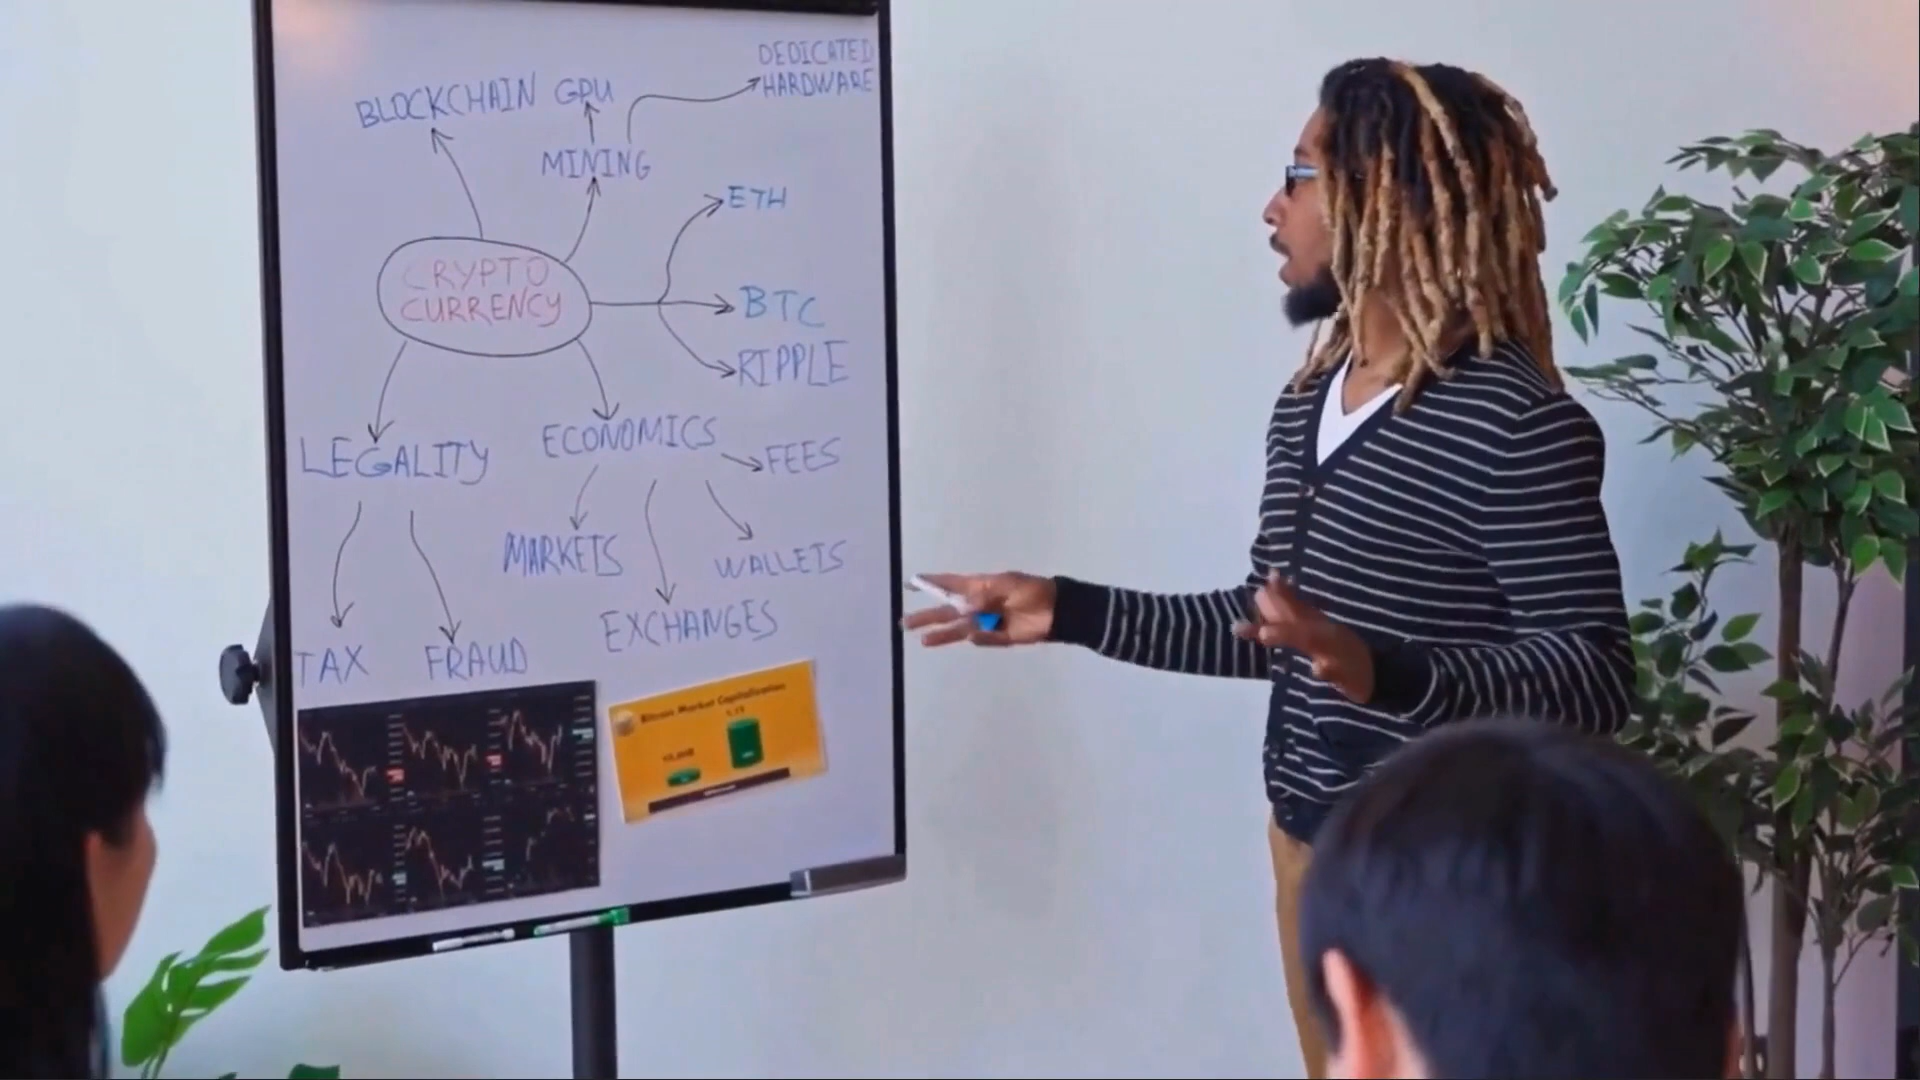 DEDICATED
HARDWARE
BLOCKCHAIN GPU
MINING
ETH
CRYPTO
CURRENCY
BTC
RIPPLE
LEGALITY
ECONOMICS
FEES
MARKETS
WALLETS
EXCHANGES
TAX
FRAUD
Bitcoin Market Capitalization